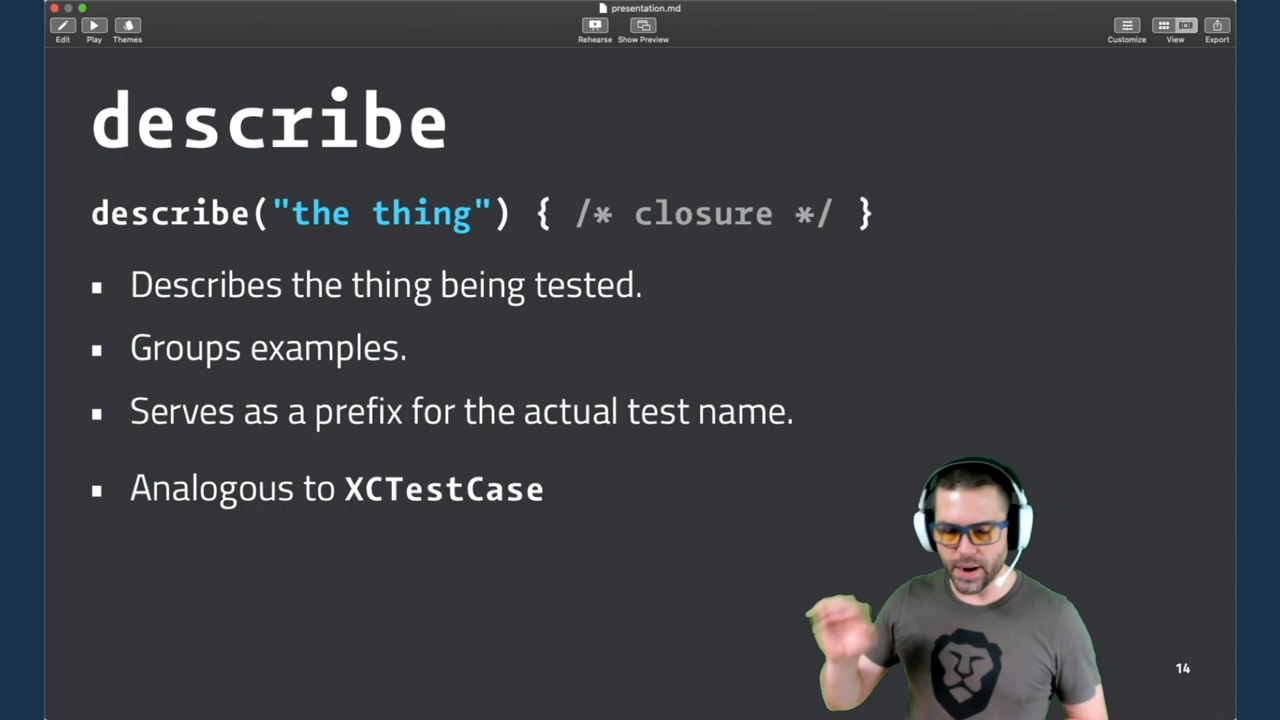 presentation.md
Edit
Play
Themes
Rehearse
Show Preview
Customize
View
Export
describe
describe("the thing") { /* closure */ }
▪ Describes the thing being tested.
▪ Groups examples.
▪ Serves as a prefix for the actual test name.
▪ Analogous to XCTestCase
14